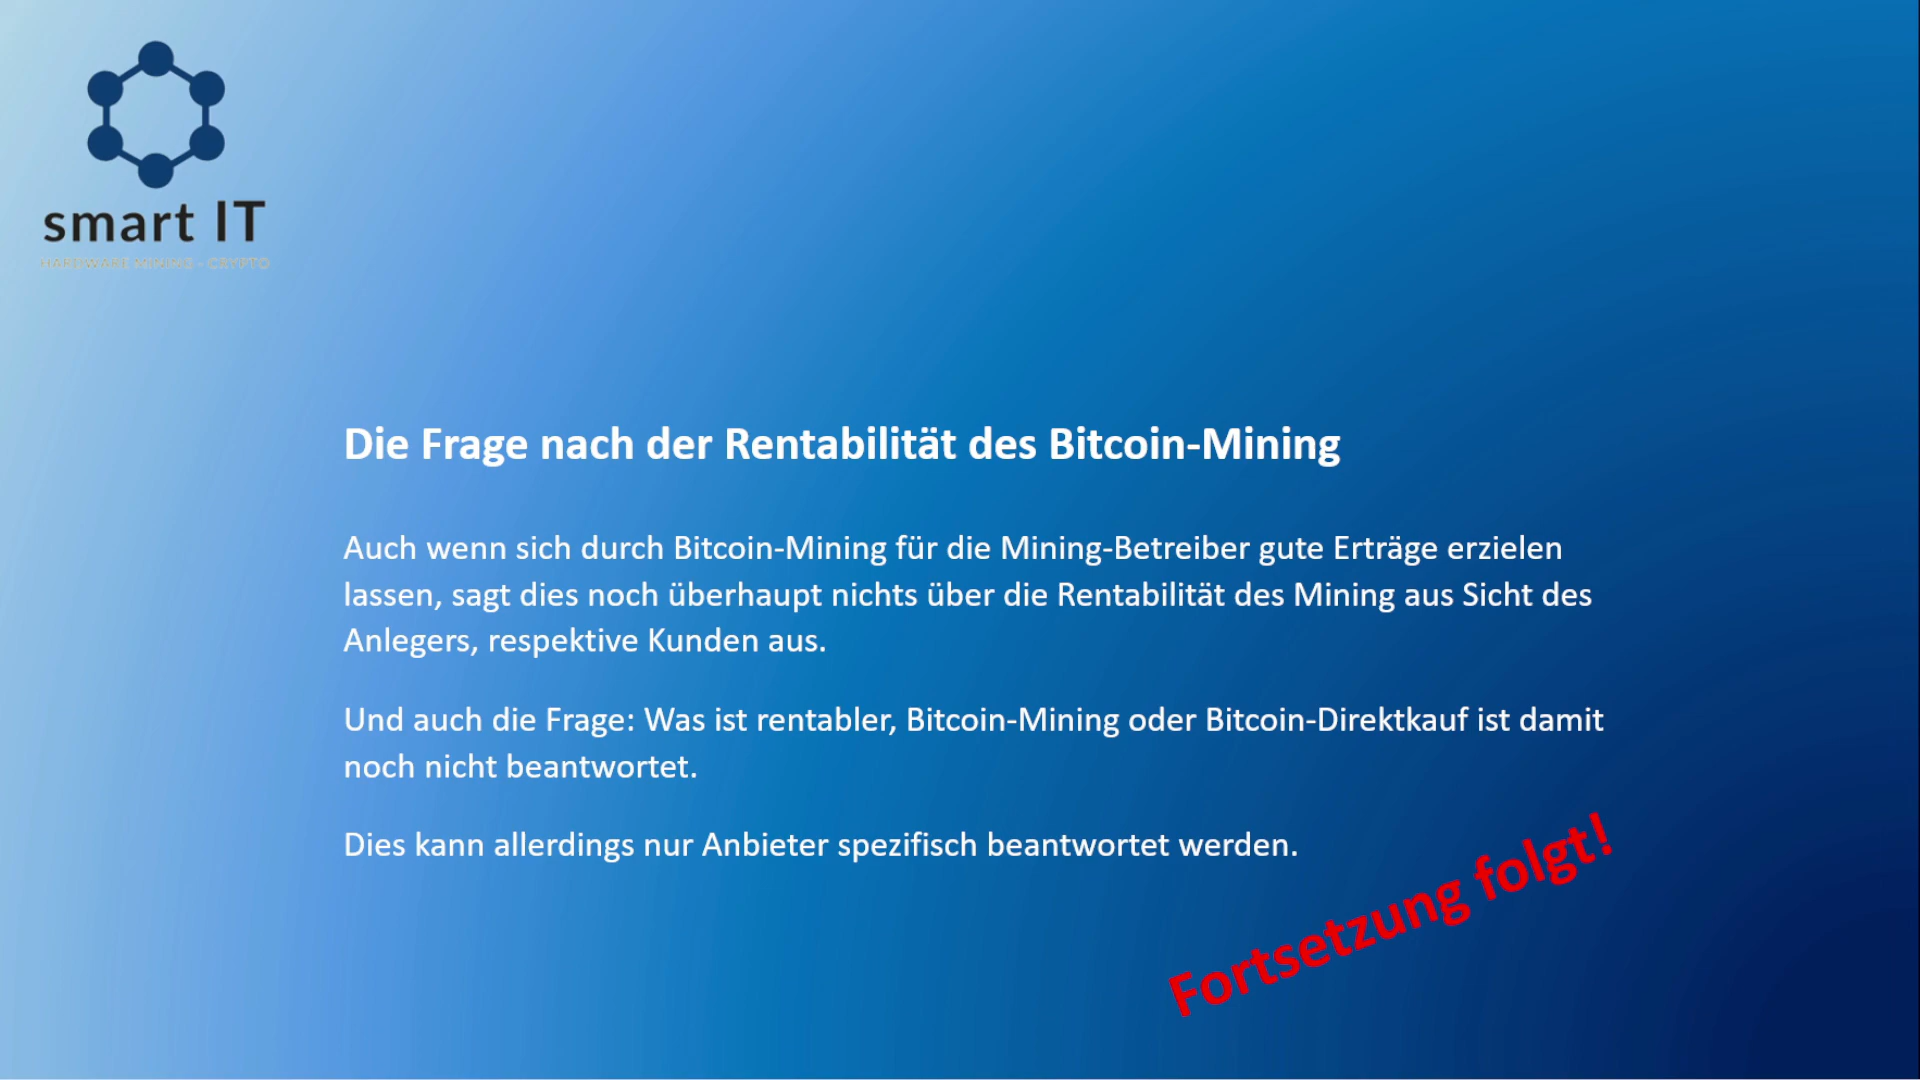 smart IT
HARDWARE MINING - CRYPTO
Die Frage nach der Rentabilität des Bitcoin-Mining
Auch wenn sich durch Bitcoin-Mining für die Mining-Betreiber gute Erträge erzielen
lassen, sagt dies noch überhaupt nichts über die Rentabilität des Mining aus Sicht des
Anlegers, respektive Kunden aus.
Und auch die Frage: Was ist rentabler, Bitcoin-Mining oder Bitcoin-Direktkauf ist damit
noch nicht beantwortet.
Dies kann allerdings nur Anbieter spezifisch beantwortet werden.
Fortsetzung folgt!